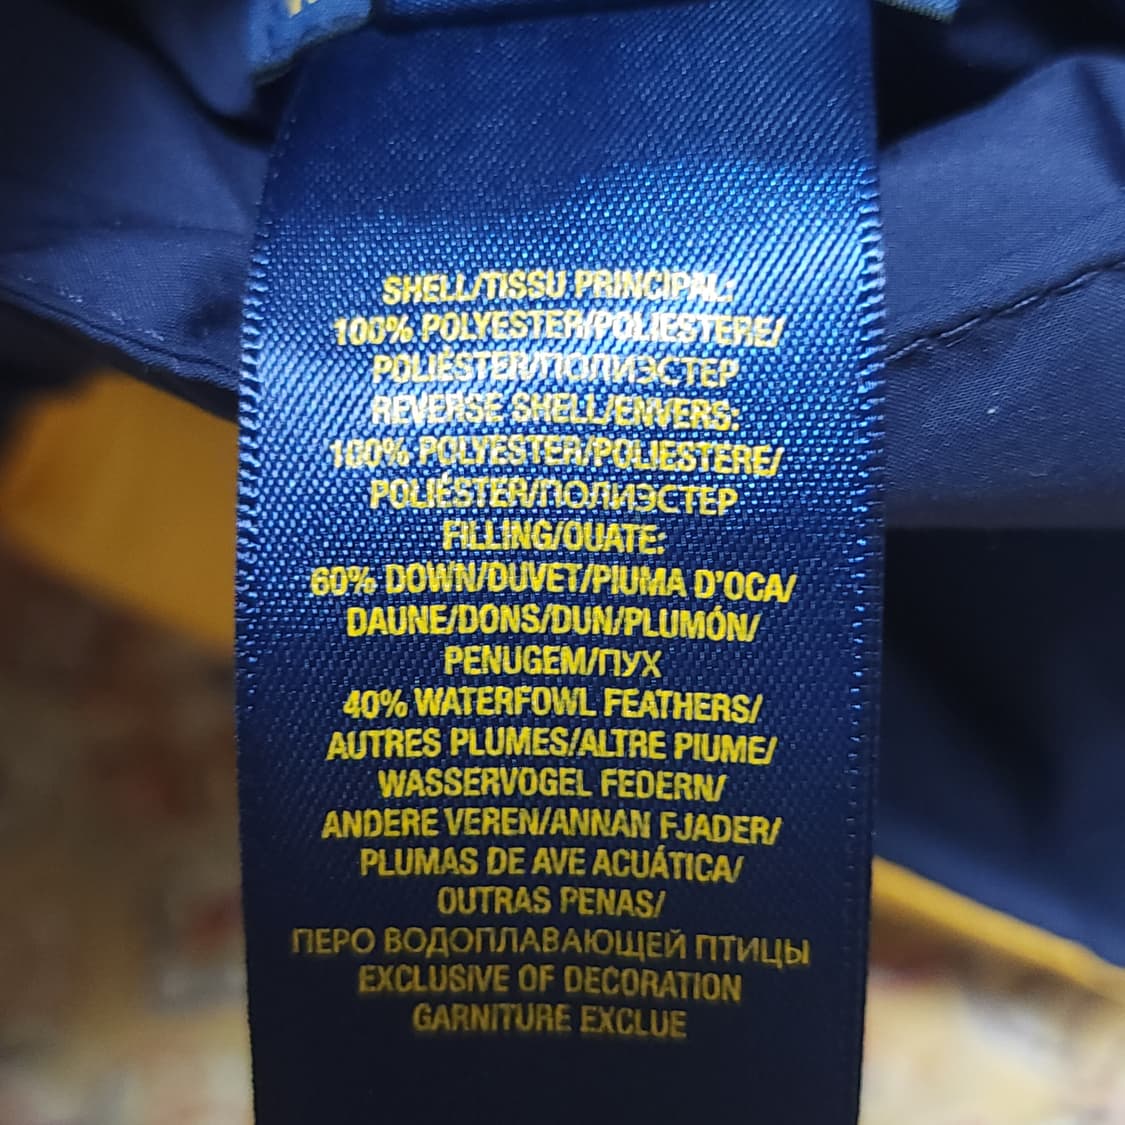 SHELL/TISSU PRINCIPAL:
100% POLYESTER/POLIESTERE/
POLIÉSTER/ПОЛИЭСТЕР
REVERSE SHELL/ENVERS:
100% POLYESTER/POLIESTERE/
POLIÉSTER/ПОЛИЭСТЕР
FILLING/OUATE:
60% DOWN/DUVET/PIUMA D'OCA/
DAUNE/DONS/DUN/PLUMÓN/
PENUGEM/ПУХ
40% WATERFOWL FEATHERS/
AUTRES PLUMES/ALTRE PIUME/
WASSERVOGEL FEDERN/
ANDERE VEREN/ANNAN FJADER/
PLUMAS DE AVE ACUÁTICA/
OUTRAS PENAS/
ПЕРО ВОДОПЛАВАЮЩЕЙ ПТИЦЫ
EXCLUSIVE OF DECORATION
GARNITURE EXCLUE